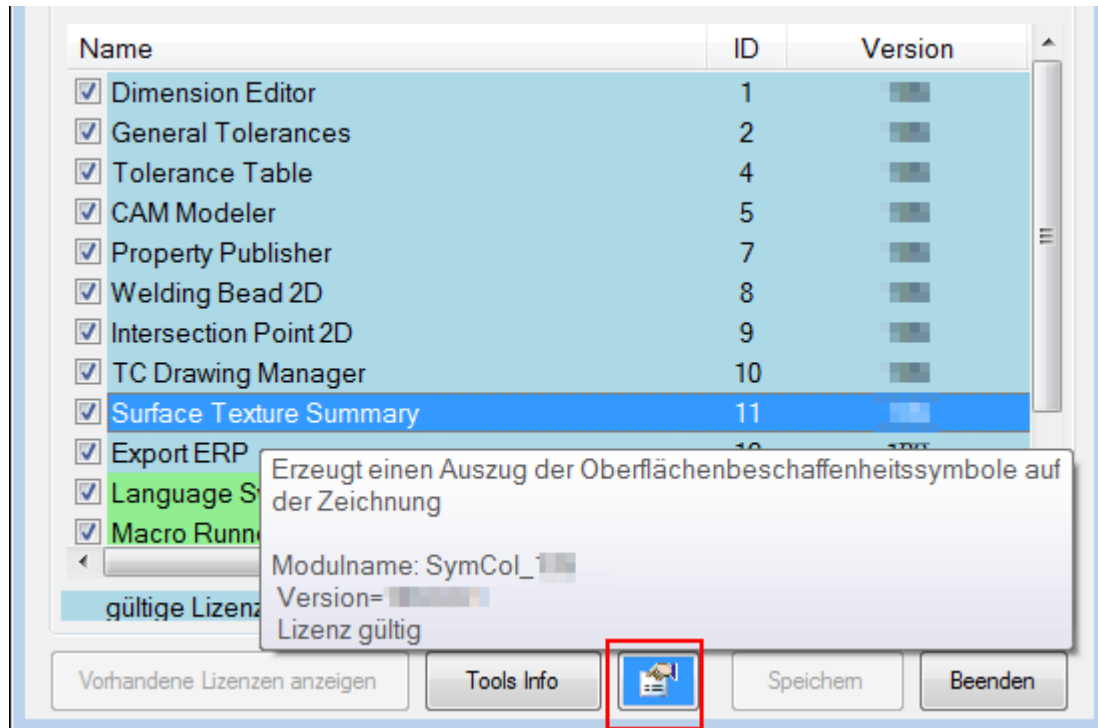 Name ID Version
Dimension Editor 1
General Tolerances 2
Tolerance Table 4
CAM Modeler 5
Property Publisher 7
Welding Bead 2D 8
Intersection Point 2D 9
TC Drawing Manager 10
Surface Texture Summary 11
Export ERP
Language
Macro
Erzeugt einen Auszug der Oberflächenbeschaffenheitssymbole auf
der Zeichnung
Modulname: SymCol_
Version=
Lizenz gültig
gültige
Vorhandene Lizenzen anzeigen Tools Info Speichern Beenden